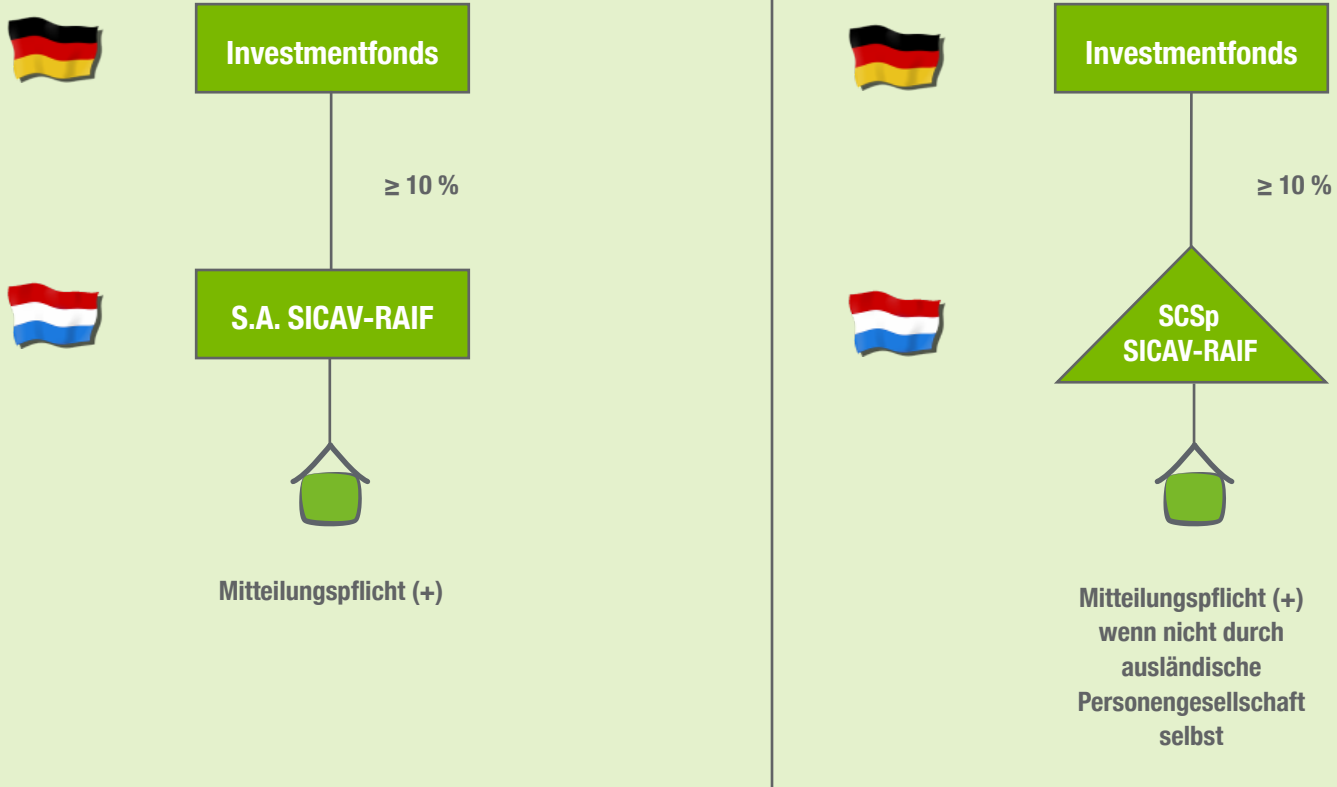 Investmentfonds
≥ 10 %
S.A. SICAV-RAIF
Mitteilungspflicht (+)
Investmentfonds
≥ 10 %
SCSp
SICAV-RAIF
Mitteilungspflicht (+)
wenn nicht durch
ausländische
Personengesellschaft
selbst